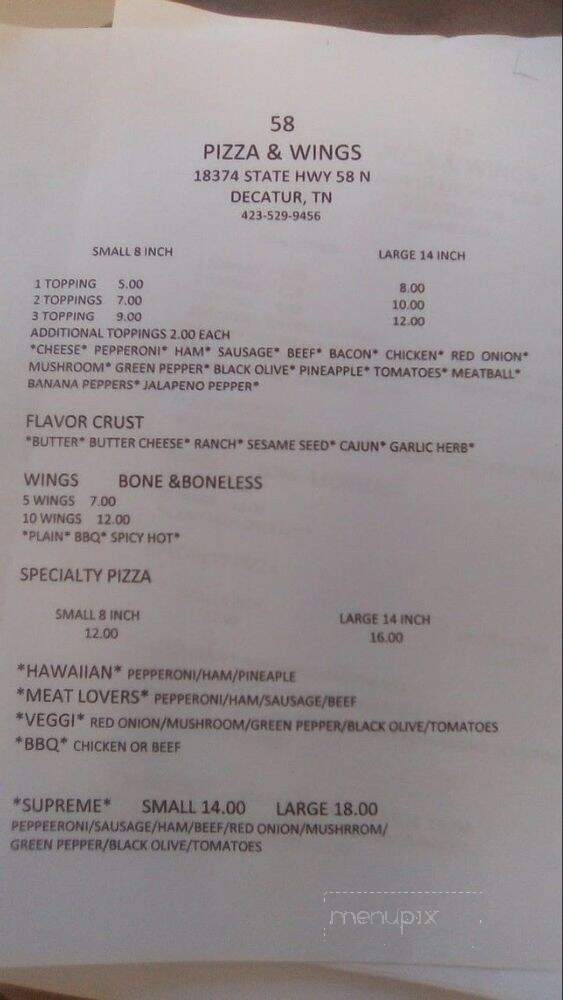 58
PIZZA & WINGS
18374 STATE HWY 58 N
DECATUR, TN
423-529-9456
SMALL 8 INCH LARGE 14 INCH
1 TOPPING 5.00 8.00
2 TOPPINGS 7.00 10.00
3 TOPPING 9.00 12.00
ADDITIONAL TOPPINGS 2.00 EACH
*CHEESE* PEPPERONI* HAM* SAUSAGE* BEEF* BACON* CHICKEN* RED ONION*
MUSHROOM* GREEN PEPPER* BLACK OLIVE* PINEAPPLE* TOMATOES* MEATBALL*
BANANA PEPPERS* JALAPENO PEPPER*
FLAVOR CRUST
*BUTTER* BUTTER CHEESE* RANCH* SESAME SEED* CAJUN* GARLIC HERB*
WINGS BONE &BONELESS
5 WINGS 7.00
10 WINGS 12.00
*PLAIN* BBQ* SPICY HOT*
SPECIALTY PIZZA
SMALL 8 INCH LARGE 14 INCH
12.00 16.00
*HAWAIIAN* PEPPERONI/HAM/PINEAPLE
*MEAT LOVERS* PEPPERONI/HAM/SAUSAGE/BEEF
*VEGGI* RED ONION/MUSHROOM/GREEN PEPPER/BLACK OLIVE/TOMATOES
*BBQ* CHICKEN OR BEEF
*SUPREME* SMALL 14.00 LARGE 18.00
PEPPEERONI/SAUSAGE/HAM/BEEF/RED ONION/MUSHRROM/
GREEN PEPPER/BLACK OLIVE/TOMATOES
menupix